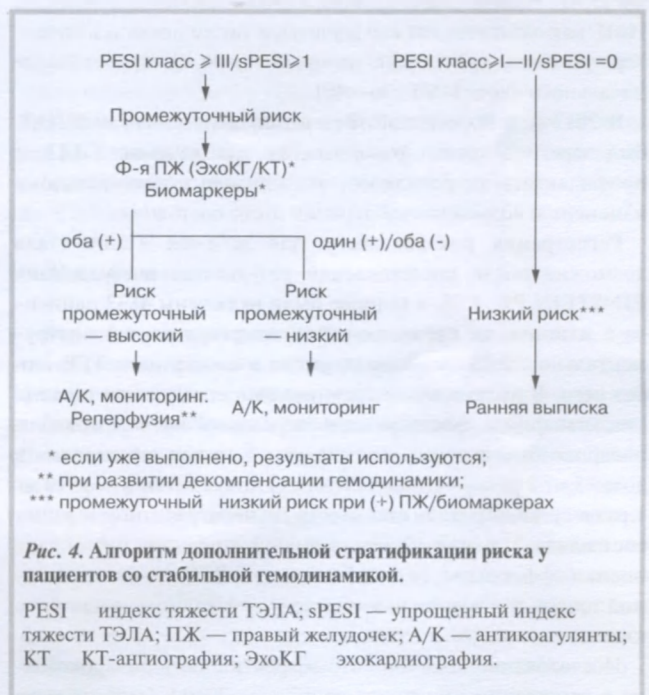 PESI класс ⩾ III/sPESI⩾1
PESI класс⩾I—II/sPESI =0
Промежуточный риск
Ф-я ПЖ (ЭхоКГ/КТ)*
Биомаркеры*
оба (+)
один (+)/оба (-)
Риск
промежуточный
— высокий
Риск
промежуточный
— низкий
Низкий риск***
А/К, мониторинг.
Реперфузия**
А/К, мониторинг
Ранняя выписка
*если уже выполнено, результаты используются;
** при развитии декомпенсации гемодинамики;
*** промежуточный — низкий риск при (+) ПЖ/биомаркерах
Рис. 4. Алгоритм дополнительной стратификации риска у
пациентов со стабильной гемодинамикой.
PESI — индекс тяжести ТЭЛА; sPESI — упрощенный индекс
тяжести ТЭЛА; ПЖ — правый желудочек; А/К — антикоагулянты;
КТ — КТ-ангиография; ЭхоКГ — эхокардиография.